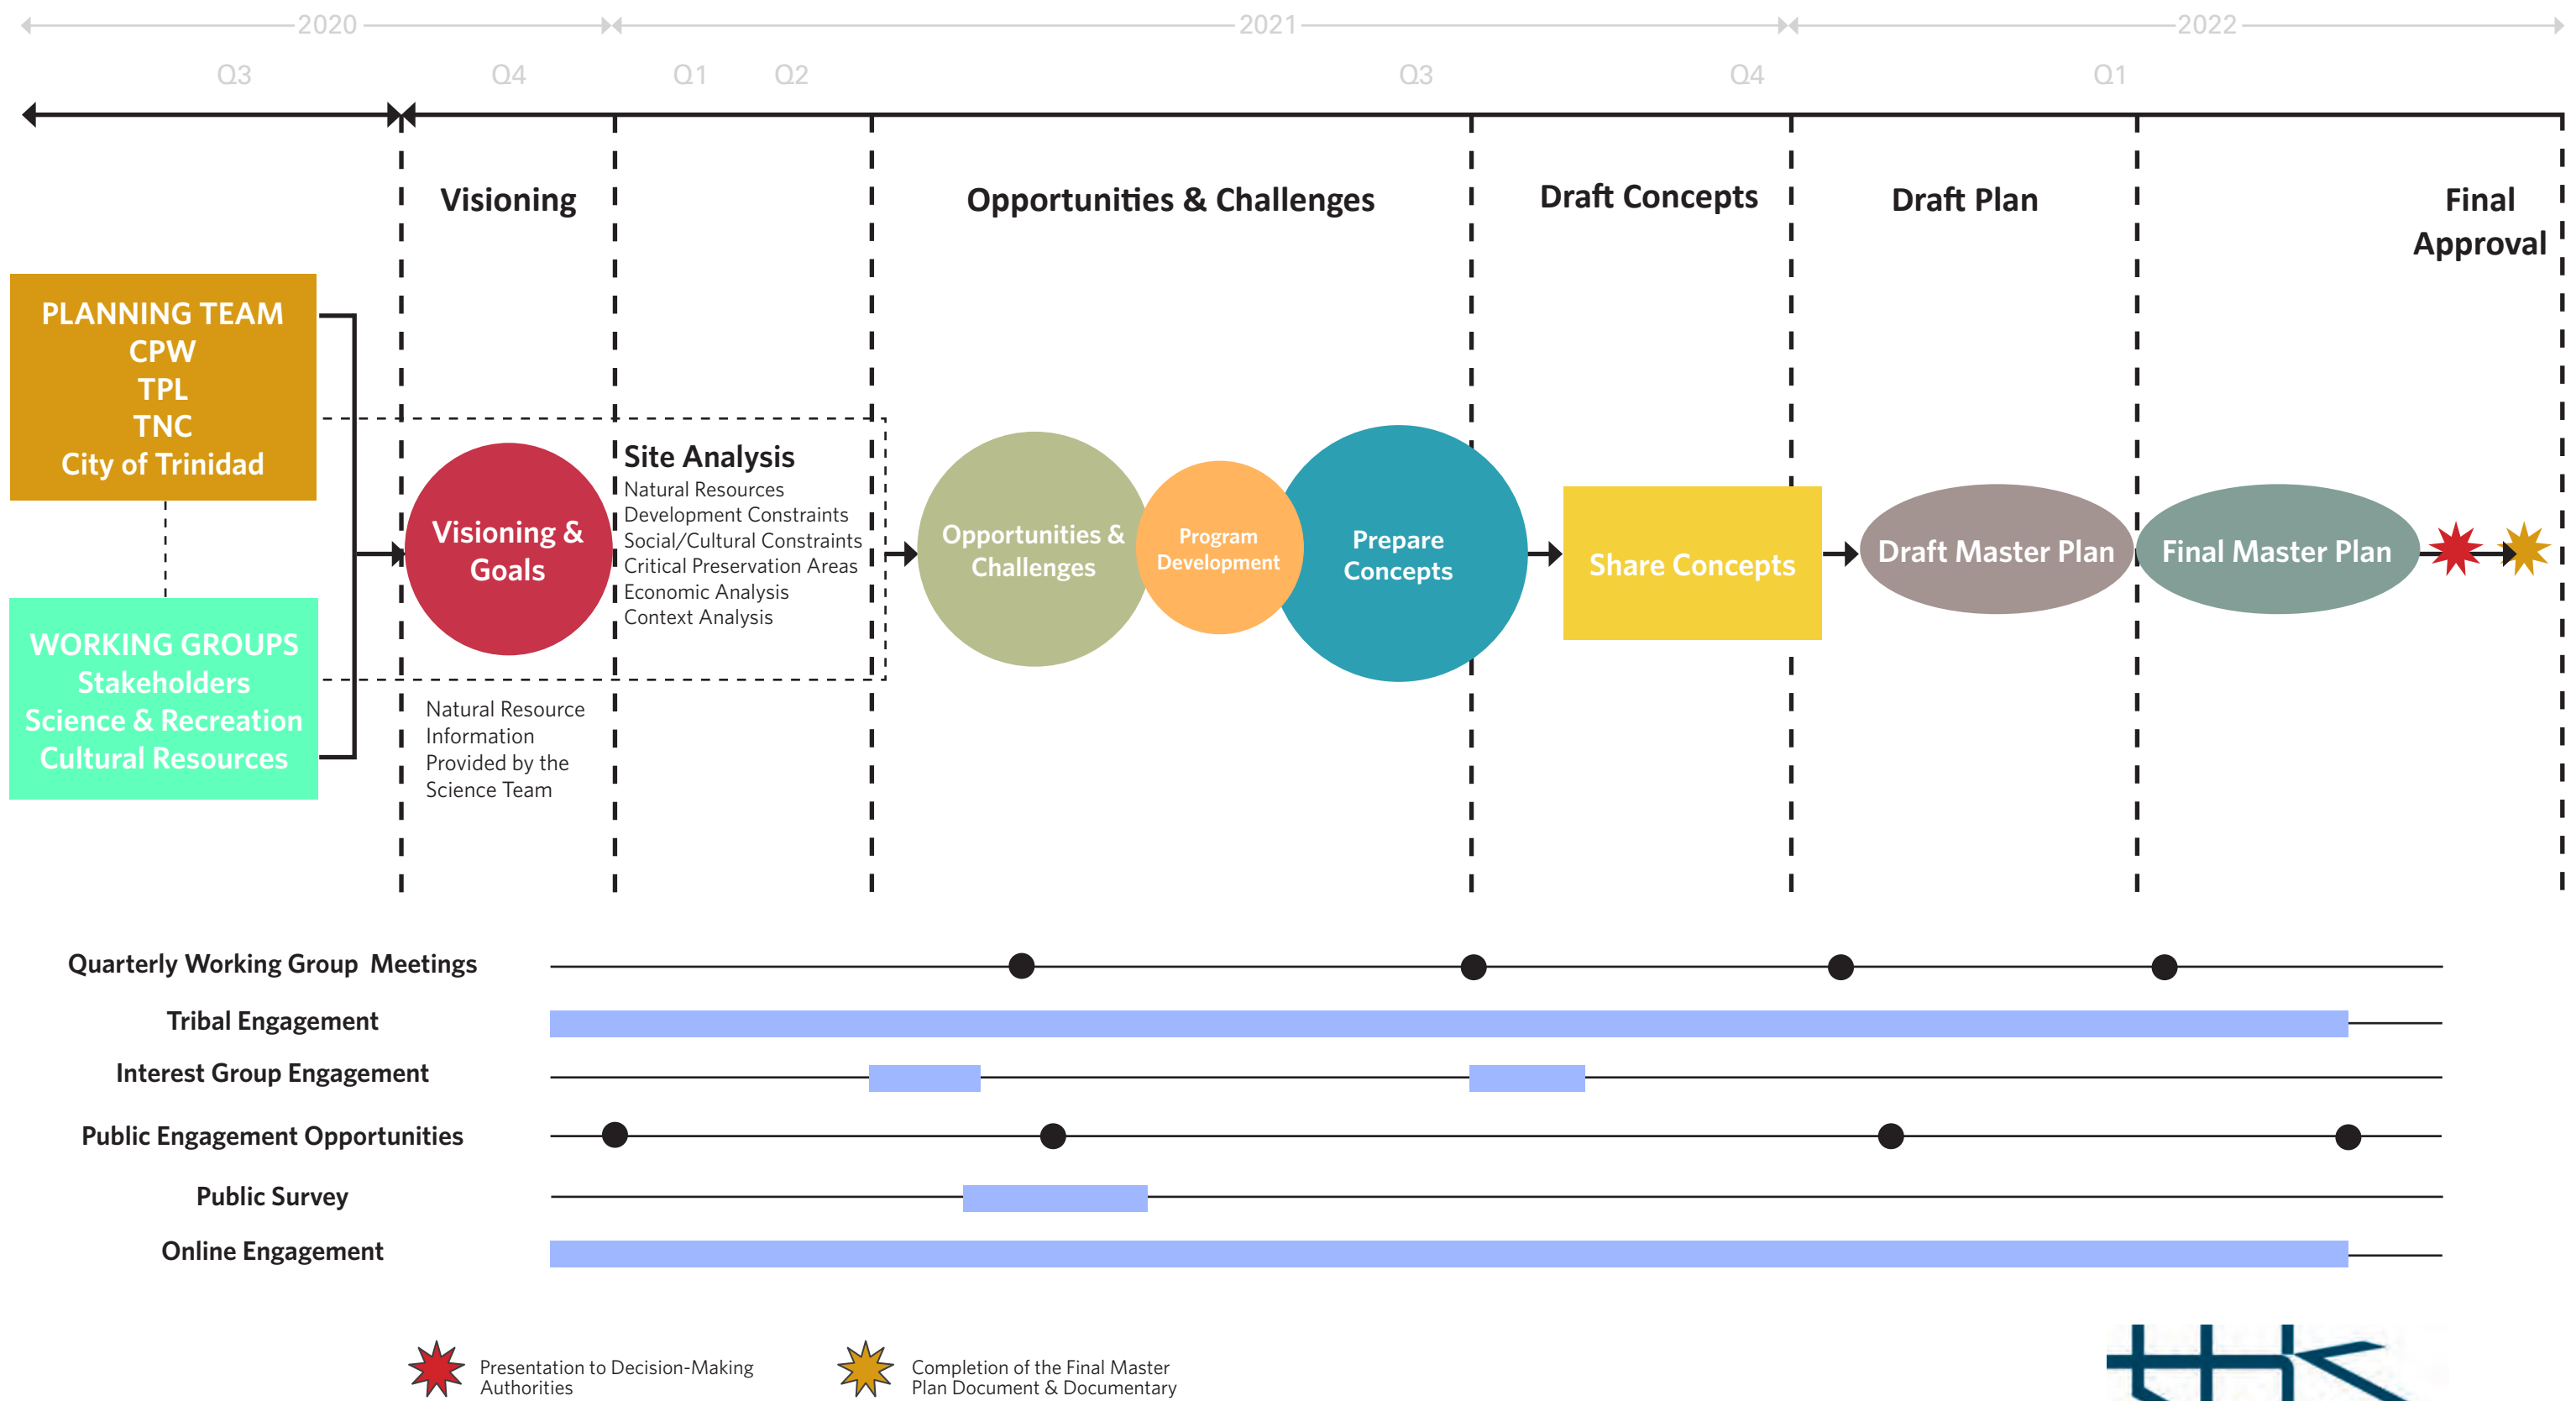 2020
2021
2022
Q3
Q4
Q1
Q2
Q3
Q4
Q1
Visioning
Opportunities & Challenges
Draft Concepts
Draft Plan
Final
Approval
PLANNING TEAM
CPW
TPL
TNC
City of Trinidad
WORKING GROUPS
Stakeholders
Science & Recreation
Cultural Resources
Visioning &
Goals
Site Analysis
Natural Resources
Development Constraints
Social/Cultural Constraints
Critical Preservation Areas
Economic Analysis
Context Analysis
Natural Resource
Information
Provided by the
Science Team
Opportunities &
Challenges
Program
Development
Prepare
Concepts
Share Concepts
Draft Master Plan
Final Master Plan
Quarterly Working Group  Meetings
Tribal Engagement
Interest Group Engagement
Public Engagement Opportunities
Public Survey
Online Engagement
Presentation to Decision-Making
Authorities
Completion of the Final Master
Plan Document & Documentary
thk